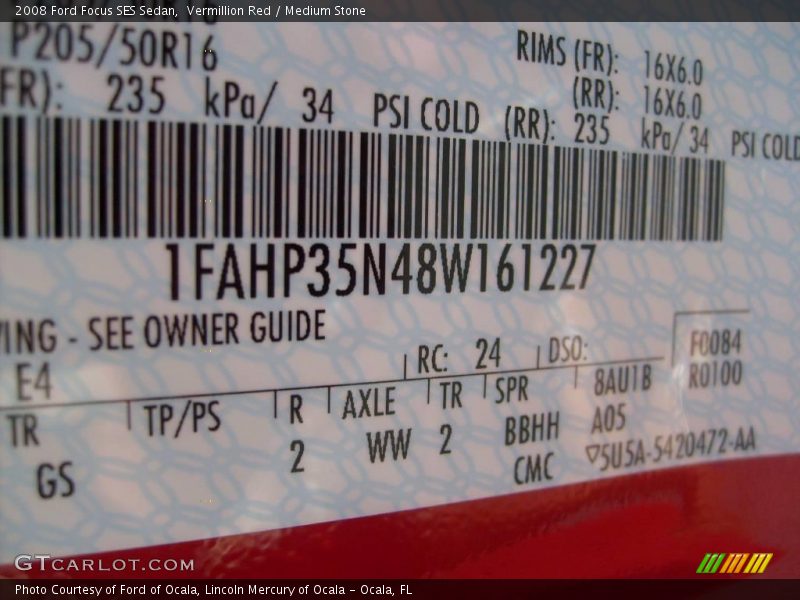 2008 Ford Focus SES Sedan, Vermillion Red / Medium Stone
P205/50R16
RIMS (FR): 16X6.0
(RR): 16X6.0
FR): 235 kPa/ 34 PSI COLD (RR): 235 kPa/ 34 PSI COLD
1FAHP35N48W161227
ING - SEE OWNER GUIDE
F0084
R0100
E4 RC: 24 DSO:
TR TP/PS R AXLE TR SPR 8AU1B
GS 2 WW 2 BBHH A05
CMC ▽5U5A-5420472-AA
GTCARLOT.COM
Photo Courtesy of Ford of Ocala, Lincoln Mercury of Ocala - Ocala, FL